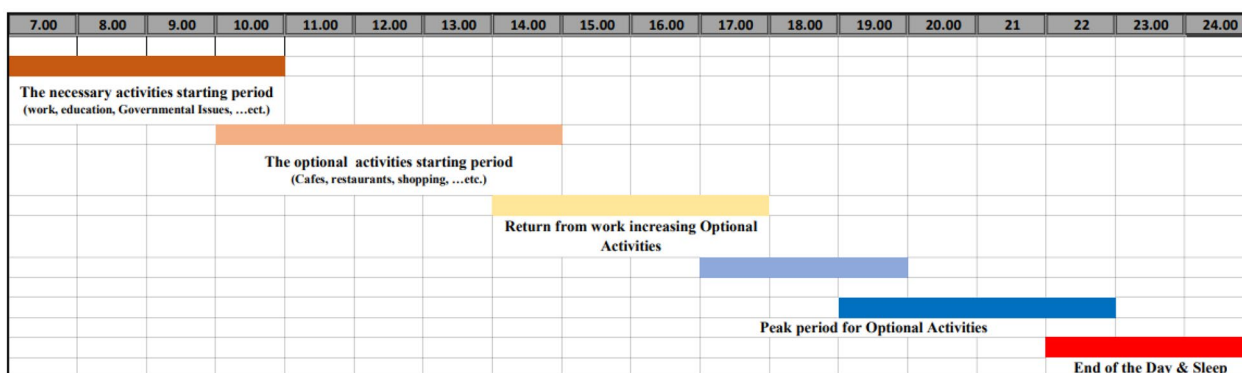 7.00 8.00 9.00 10.00 11.00 12.00 13.00 14.00 15.00 16.00 17.00 18.00 19.00 20.00 21 22 23.00 24.00
The necessary activities starting period
(work, education, Governmental Issues, …ect.)
The optional activities starting period
(Cafes, restaurants, shopping, …etc.)
Return from work increasing Optional
Activities
Peak period for Optional Activities
End of the Day & Sleep